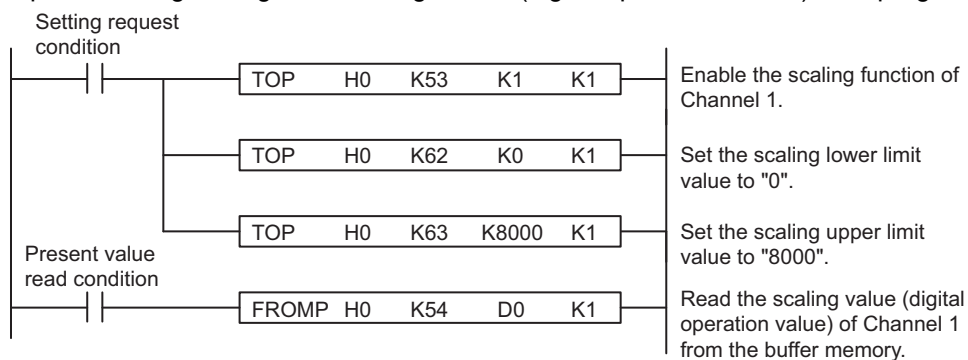 Setting request
condition
TOP H0 K53 K1 K1
Enable the scaling function of
Channel 1.
TOP H0 K62 K0 K1
Set the scaling lower limit
value to "0".
TOP H0 K63 K8000 K1
Set the scaling upper limit
value to "8000".
Present value
read condition
FROMP H0 K54 D0 K1
Read the scaling value (digital
operation value) of Channel 1
from the buffer memory.